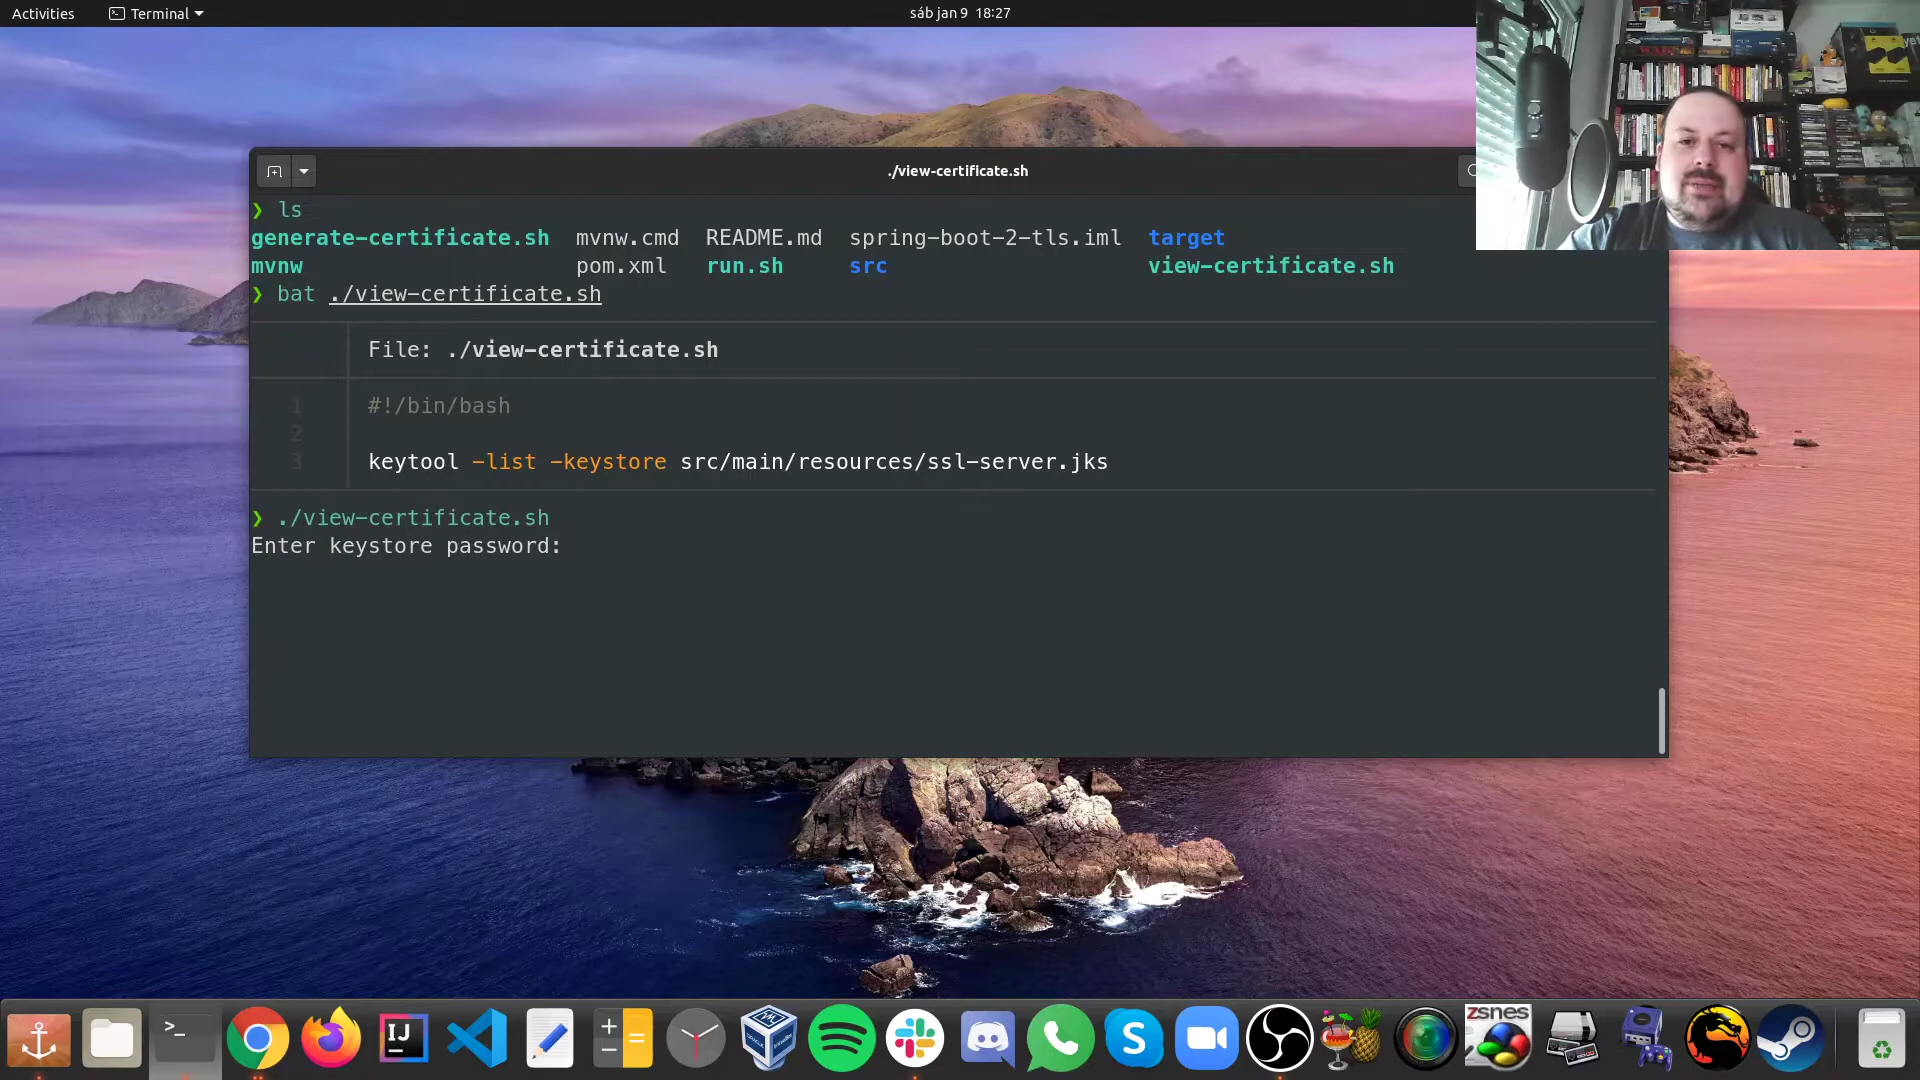 Activities Terminal sáb jan 9 18:27
./view-certificate.sh
❯ ls
generate-certificate.sh mvnw.cmd README.md spring-boot-2-tls.iml target
mvnw pom.xml run.sh src view-certificate.sh
❯ bat ./view-certificate.sh
File: ./view-certificate.sh
1 #!/bin/bash
2
3 keytool -list -keystore src/main/resources/ssl-server.jks
❯ ./view-certificate.sh
Enter keystore password:
IJ
ZSNES